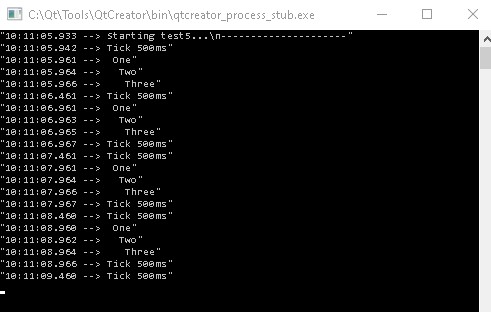 C:\Qt\Tools\QtCreator\bin\qtcreator_process_stub.exe
"10:11:05.933 --> Starting test5...\n---------------------"
"10:11:05.942 --> Tick 500ms"
"10:11:05.961 -->  One"
"10:11:05.964 -->   Two"
"10:11:05.966 -->    Three"
"10:11:06.461 --> Tick 500ms"
"10:11:06.961 -->  One"
"10:11:06.963 -->   Two"
"10:11:06.965 -->    Three"
"10:11:06.967 --> Tick 500ms"
"10:11:07.461 --> Tick 500ms"
"10:11:07.961 -->  One"
"10:11:07.964 -->   Two"
"10:11:07.966 -->    Three"
"10:11:07.967 --> Tick 500ms"
"10:11:08.460 --> Tick 500ms"
"10:11:08.960 -->  One"
"10:11:08.962 -->   Two"
"10:11:08.964 -->    Three"
"10:11:08.966 --> Tick 500ms"
"10:11:09.460 --> Tick 500ms"